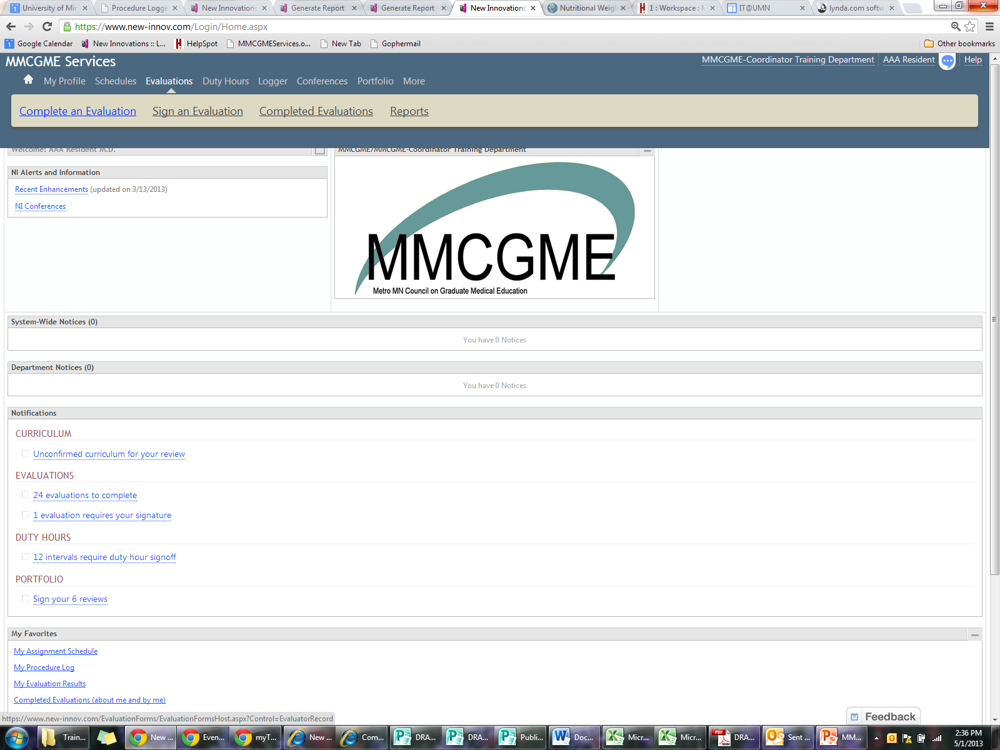 University of Mir
Procedure Logge
New Innovations
Generate Report
Generate Report
New Innovations
Nutritional Weig
1 : Workspace : M
IT@UMN
lynda.com softw
https://www.new-innov.com/Login/Home.aspx
Google Calendar
New Innovations :: L...
HelpSpot
MMCGMEServices.o...
New Tab
Gophermail
Other bookmarks
MMCGME Services
MMCGME-Coordinator Training Department
AAA Resident
Help
My Profile
Schedules
Evaluations
Duty Hours
Logger
Conferences
Portfolio
More
Complete an Evaluation
Sign an Evaluation
Completed Evaluations
Reports
Welcome: AAA Resident M.D.
MMCGME/MMCGME-Coordinator Training Department
NI Alerts and Information
Recent Enhancements (updated on 3/13/2013)
NI Conferences
MMCGME
Metro MN Council on Graduate Medical Education
System-Wide Notices (0)
You have 0 Notices
Department Notices (0)
You have 0 Notices
Notifications
CURRICULUM
Unconfirmed curriculum for your review
EVALUATIONS
24 evaluations to complete
1 evaluation requires your signature
DUTY HOURS
12 intervals require duty hour signoff
PORTFOLIO
Sign your 6 reviews
My Favorites
My Assignment Schedule
My Procedure Log
My Evaluation Results
Completed Evaluations (about me and by me)
https://www.new-innov.com/EvaluationForms/EvaluationFormsHost.aspx?Control=EvaluatorRecord
Feedback
Train...
New ...
Even...
myT...
New ...
Com...
DRA...
DRA...
Publi...
Doc...
Micr...
Micr...
DRA...
Sent ...
MM...
2:36 PM
5/1/2013